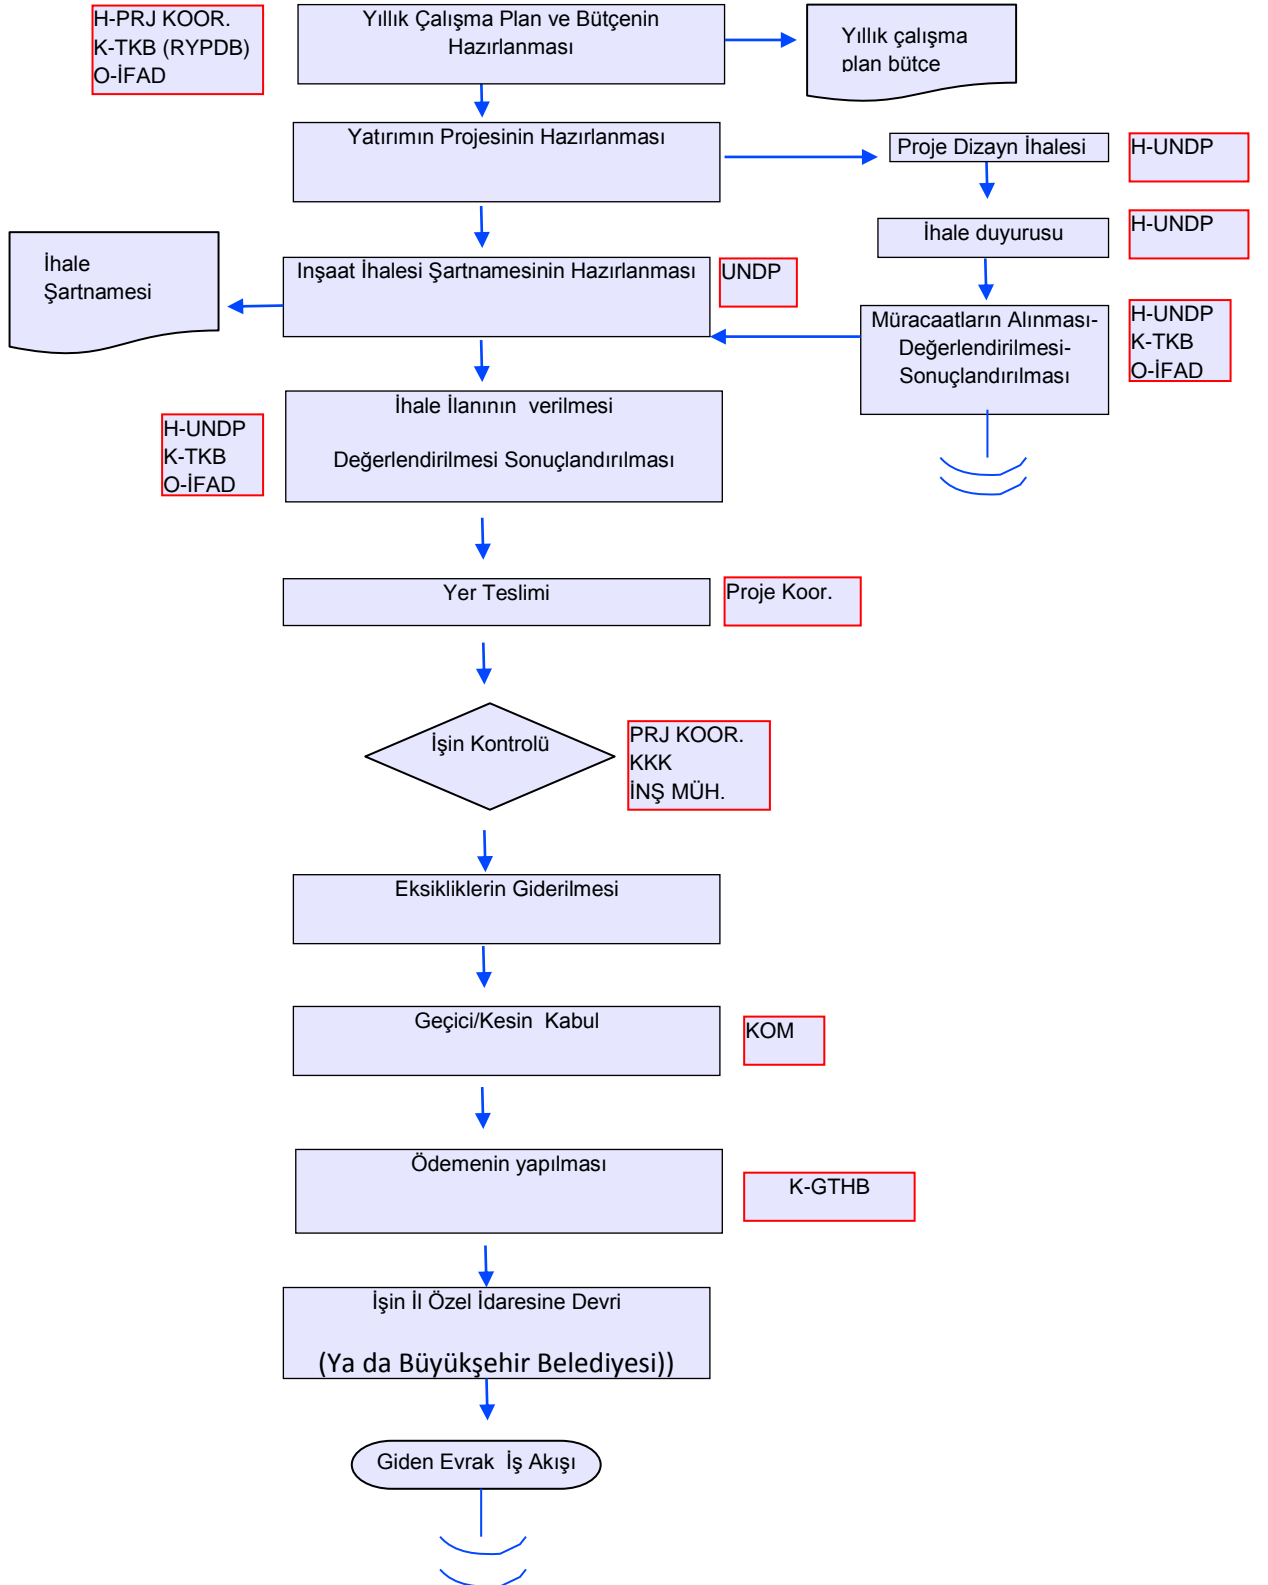 H-PRJ KOOR.
K-TKB (RYPDB)
O-İFAD
Yıllık Çalışma Plan ve Bütçenin
Hazırlanması
Yıllık çalışma
plan bütçe
Yatırımın Projesinin Hazırlanması
Proje Dizayn İhalesi
H-UNDP
İhale duyurusu
H-UNDP
İhale
Şartnamesi
Inşaat İhalesi Şartnamesinin Hazırlanması
UNDP
Müracaatların Alınması-
Değerlendirilmesi-
Sonuçlandırılması
H-UNDP
K-TKB
O-İFAD
H-UNDP
K-TKB
O-İFAD
İhale İlanının  verilmesi
Değerlendirilmesi Sonuçlandırılması
Yer Teslimi
Proje Koor.
İşin Kontrolü
PRJ KOOR.
KKK
İNŞ MÜH.
Eksikliklerin Giderilmesi
Geçici/Kesin  Kabul
KOM
Ödemenin yapılması
K-GTHB
İşin İl Özel İdaresine Devri
(Ya da Büyükşehir Belediyesi))
Giden Evrak  İş Akışı